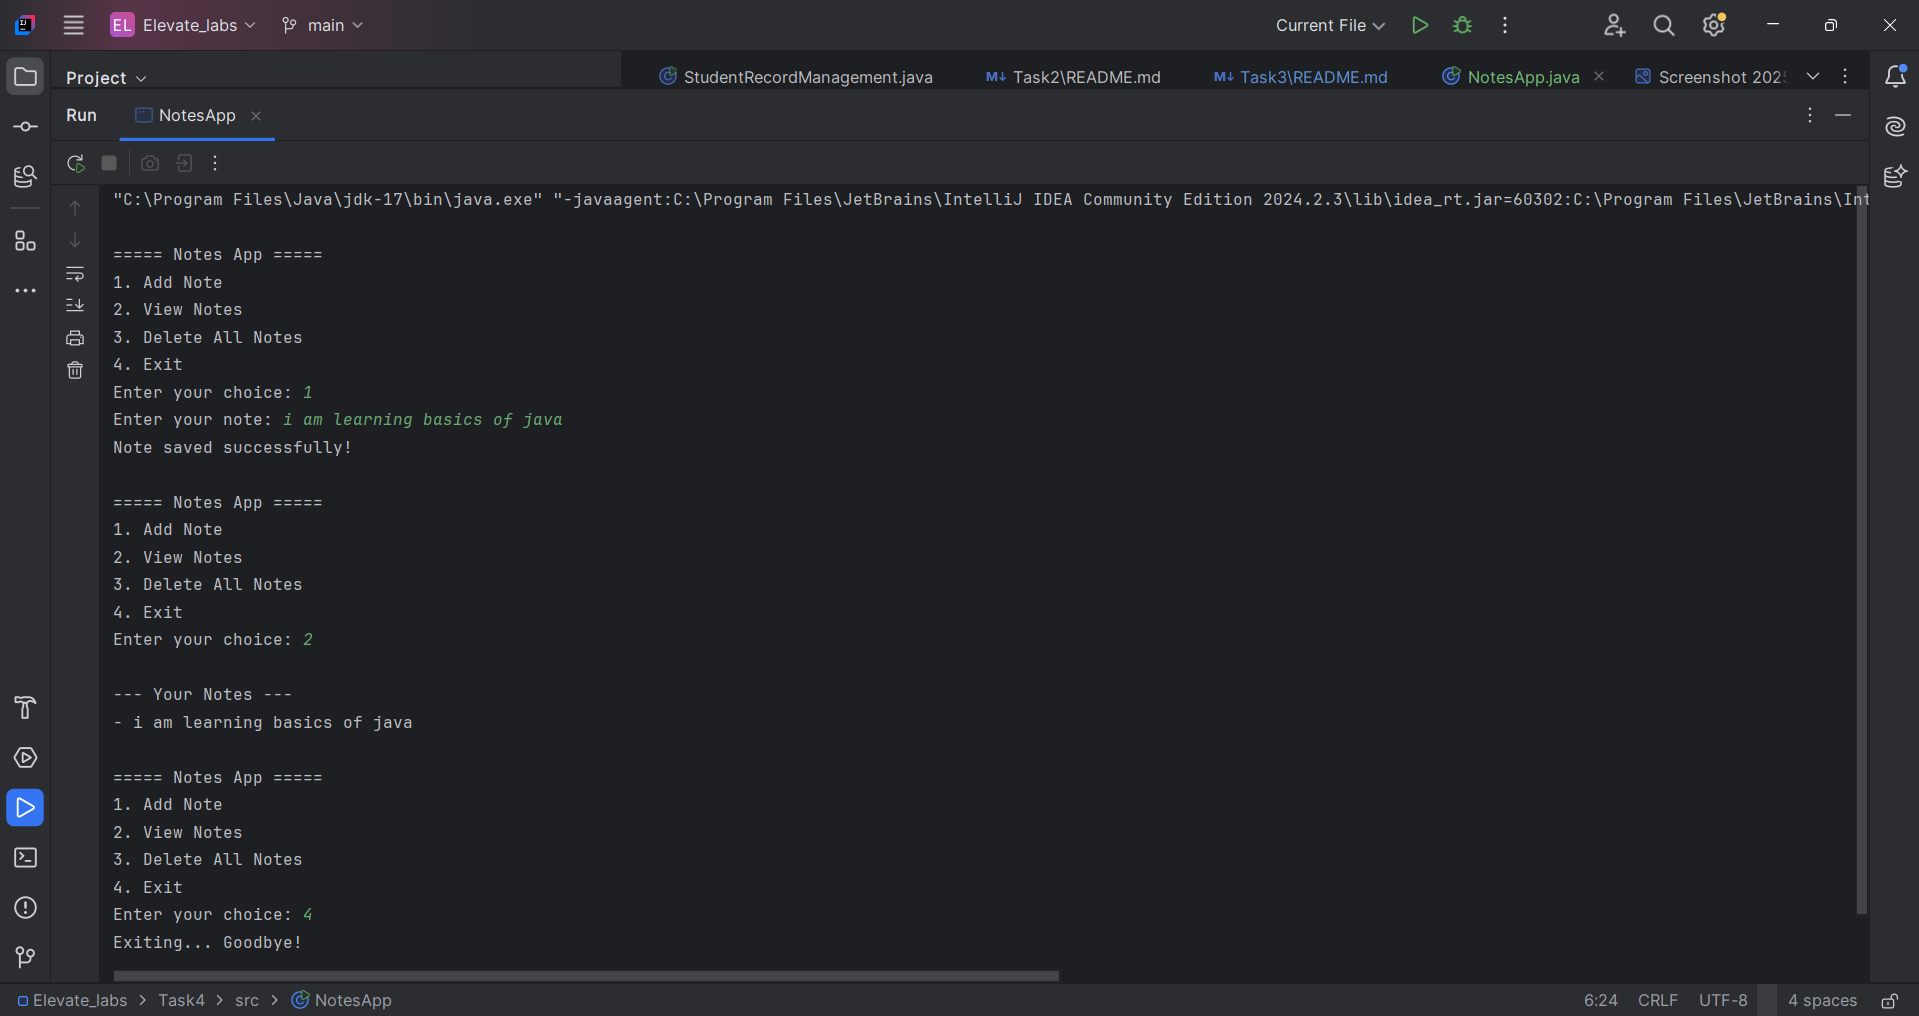 EL Elevate_labs main Current File
Project StudentRecordManagement.java M↓ Task2\README.md M↓ Task3\README.md NotesApp.java Screenshot 202
Run NotesApp
"C:\Program Files\Java\jdk-17\bin\java.exe" "-javaagent:C:\Program Files\JetBrains\IntelliJ IDEA Community Edition 2024.2.3\lib\idea_rt.jar=60302:C:\Program Files\JetBrains\Int
===== Notes App =====
1. Add Note
2. View Notes
3. Delete All Notes
4. Exit
Enter your choice: 1
Enter your note: i am learning basics of java
Note saved successfully!
===== Notes App =====
1. Add Note
2. View Notes
3. Delete All Notes
4. Exit
Enter your choice: 2
--- Your Notes ---
- i am learning basics of java
===== Notes App =====
1. Add Note
2. View Notes
3. Delete All Notes
4. Exit
Enter your choice: 4
Exiting... Goodbye!
Elevate_labs > Task4 > src > NotesApp 6:24 CRLF UTF-8 4 spaces